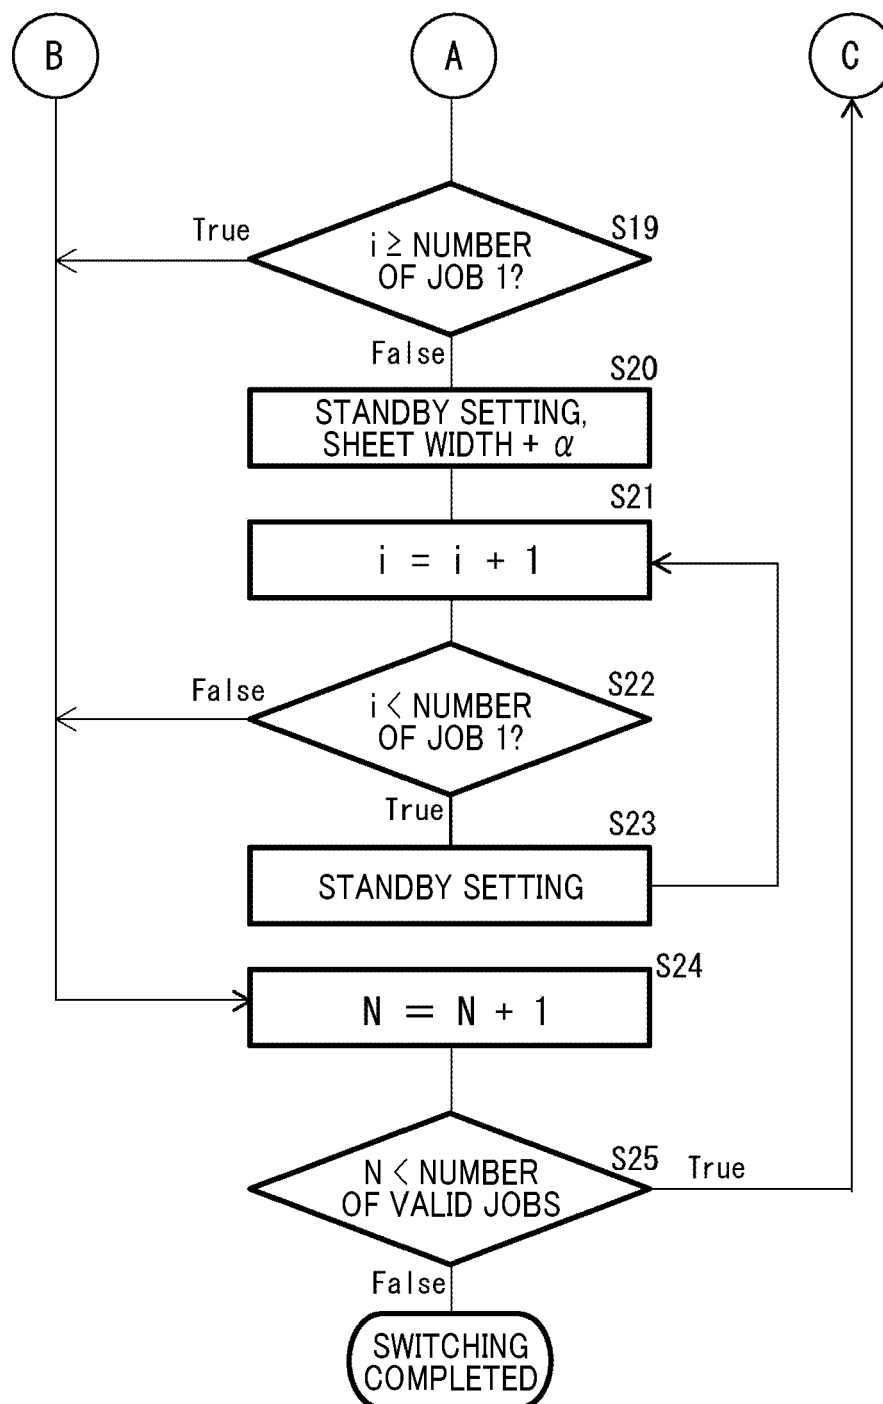 B
A
C
True
S19
i ≥ NUMBER
OF JOB 1?
False
S20
STANDBY SETTING,
SHEET WIDTH + α
S21
i = i + 1
False
S22
i < NUMBER
OF JOB 1?
True
S23
STANDBY SETTING
S24
N = N + 1
S25
True
N < NUMBER
OF VALID JOBS
False
SWITCHING
COMPLETED